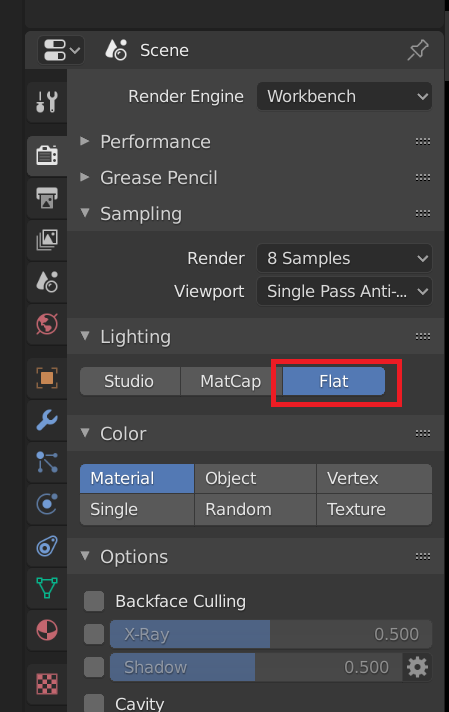 Scene
Render Engine Workbench
Performance
Grease Pencil
Sampling
Render 8 Samples
Viewport Single Pass Anti-...
Lighting
Studio MatCap Flat
Color
Material Object Vertex
Single Random Texture
Options
Backface Culling
X-Ray 0.500
Shadow 0.500
Cavity